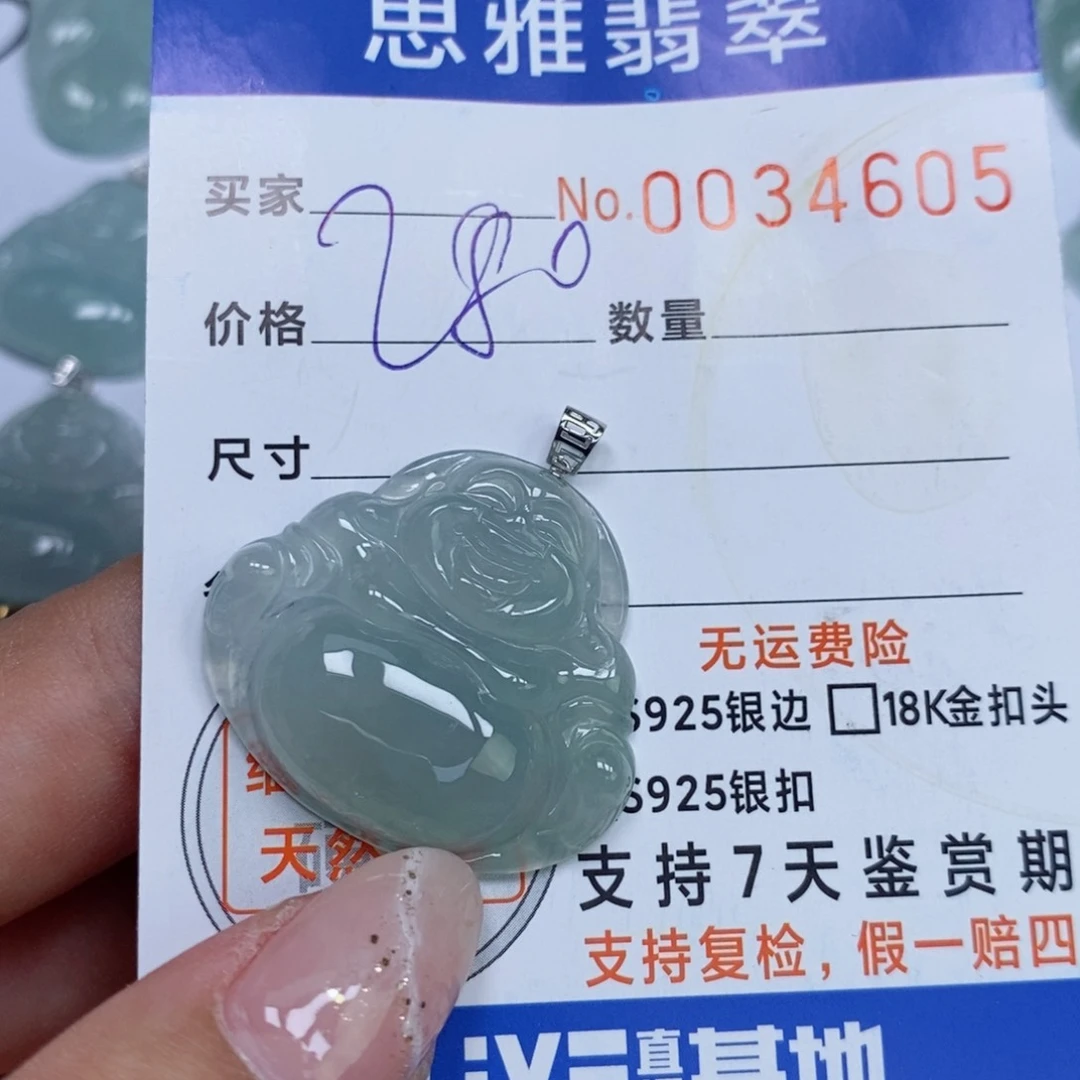 思雅翡翠
买家 No.0034605
价格 280 数量
尺寸
无运费险
S925银边 18K金扣头
S925银扣
天然
支持7天鉴赏期
支持复检，假一赔四
基地